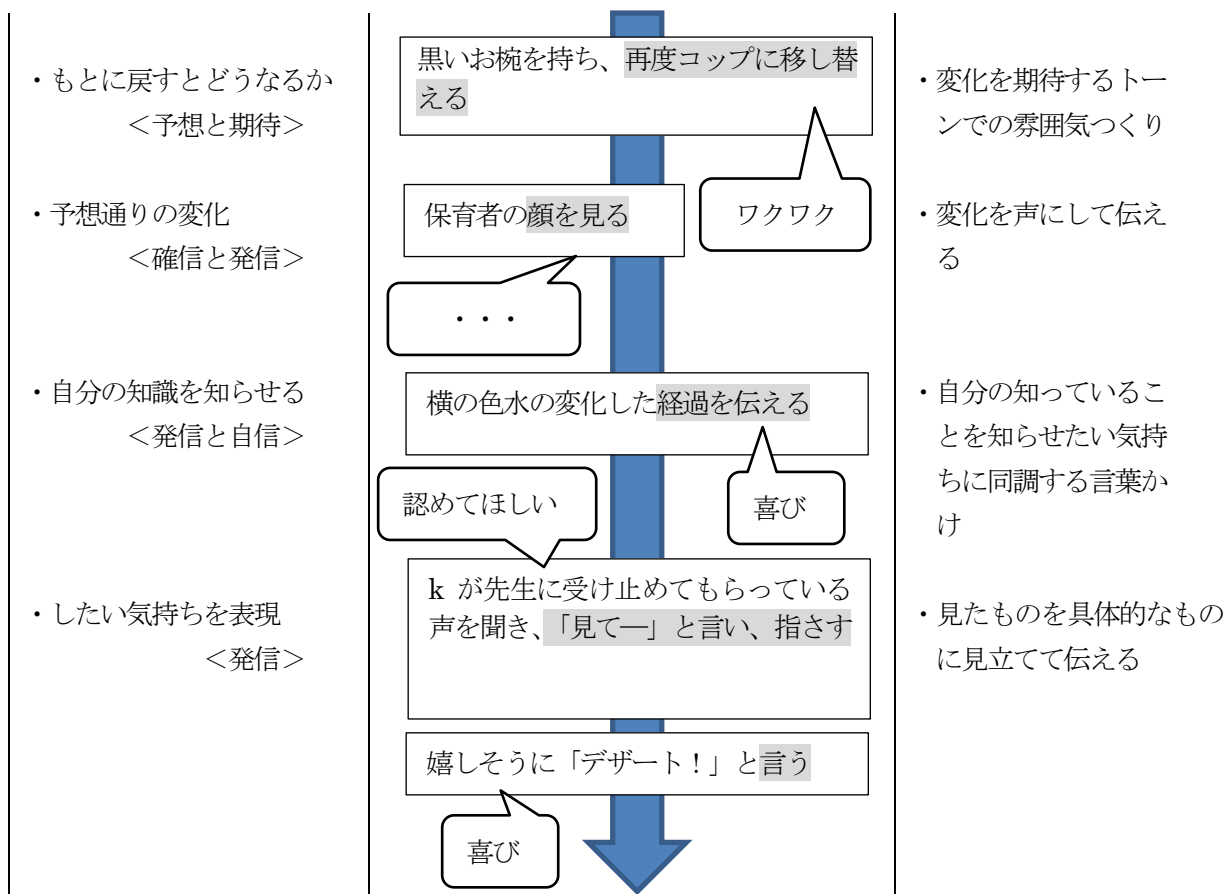 ・もとに戻すとどうなるか
＜予想と期待＞
黒いお椀を持ち、再度コップに移し替
える
・変化を期待するトー
ンでの雰囲気つくり
ワクワク
・予想通りの変化
＜確信と発信＞
保育者の顔を見る
・変化を声にして伝え
る
・・・
・自分の知識を知らせる
＜発信と自信＞
横の色水の変化した経過を伝える
・自分の知っているこ
とを知らせたい気持
ちに同調する言葉か
け
認めてほしい
喜び
・したい気持ちを表現
＜発信＞
k が先生に受け止めてもらっている
声を聞き、「見て―」と言い、指さす
・見たものを具体的なもの
に見立てて伝える
嬉しそうに「デザート！」と言う
喜び